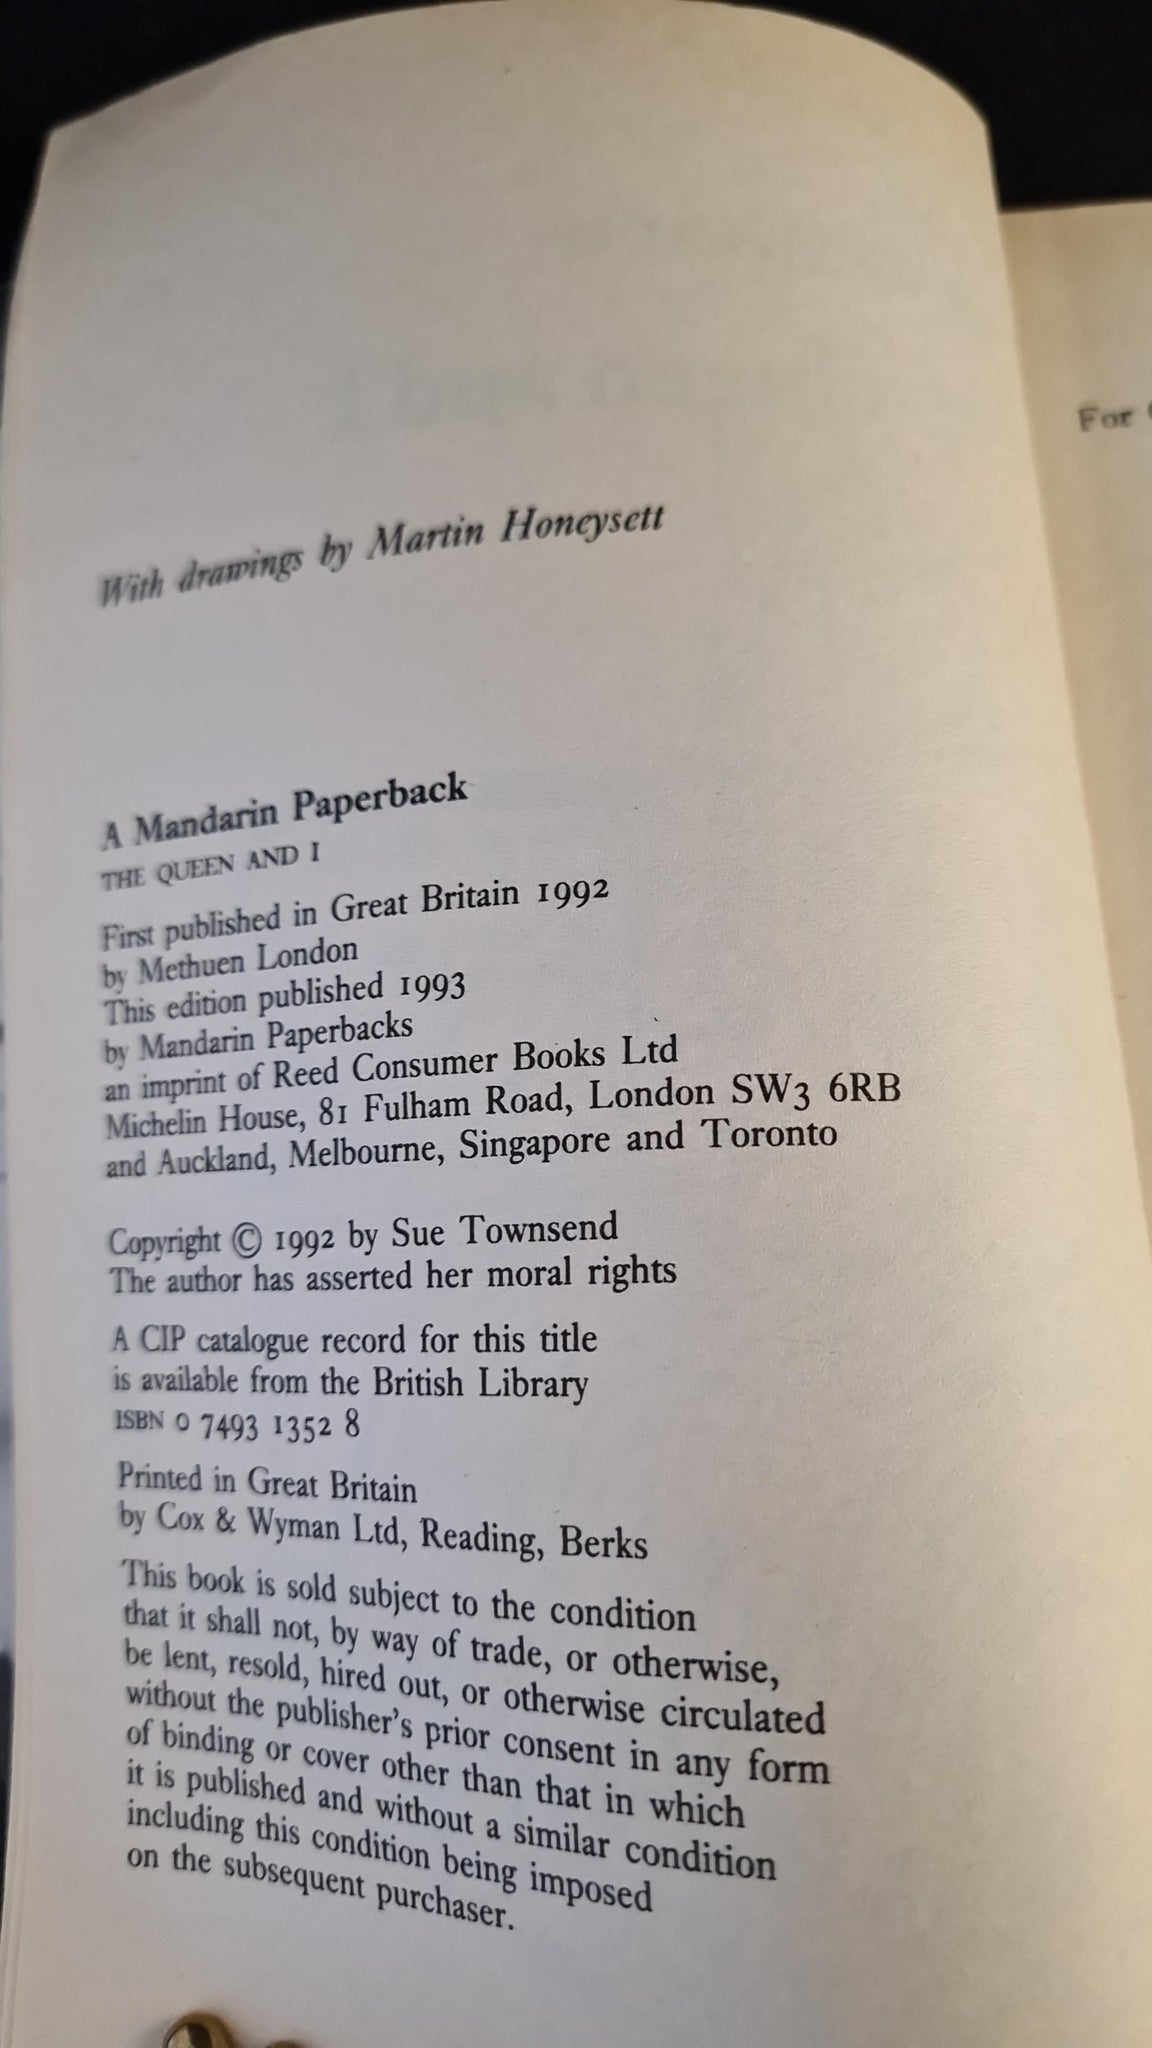 With drawings by Martin Honeysett
A Mandarin Paperback
THE QUEEN AND I
First published in Great Britain 1992
by Methuen London
This edition published 1993
by Mandarin Paperbacks
an imprint of Reed Consumer Books Ltd
Michelin House, 81 Fulham Road, London SW3 6RB
and Auckland, Melbourne, Singapore and Toronto
Copyright © 1992 by Sue Townsend
The author has asserted her moral rights
A CIP catalogue record for this title
is available from the British Library
ISBN 0 7493 1352 8
Printed in Great Britain
by Cox & Wyman Ltd, Reading, Berks
This book is sold subject to the condition
that it shall not, by way of trade, or otherwise,
be lent, resold, hired out, or otherwise circulated
without the publisher's prior consent in any form
of binding or cover other than that in which
it is published and without a similar condition
including this condition being imposed
on the subsequent purchaser.
For